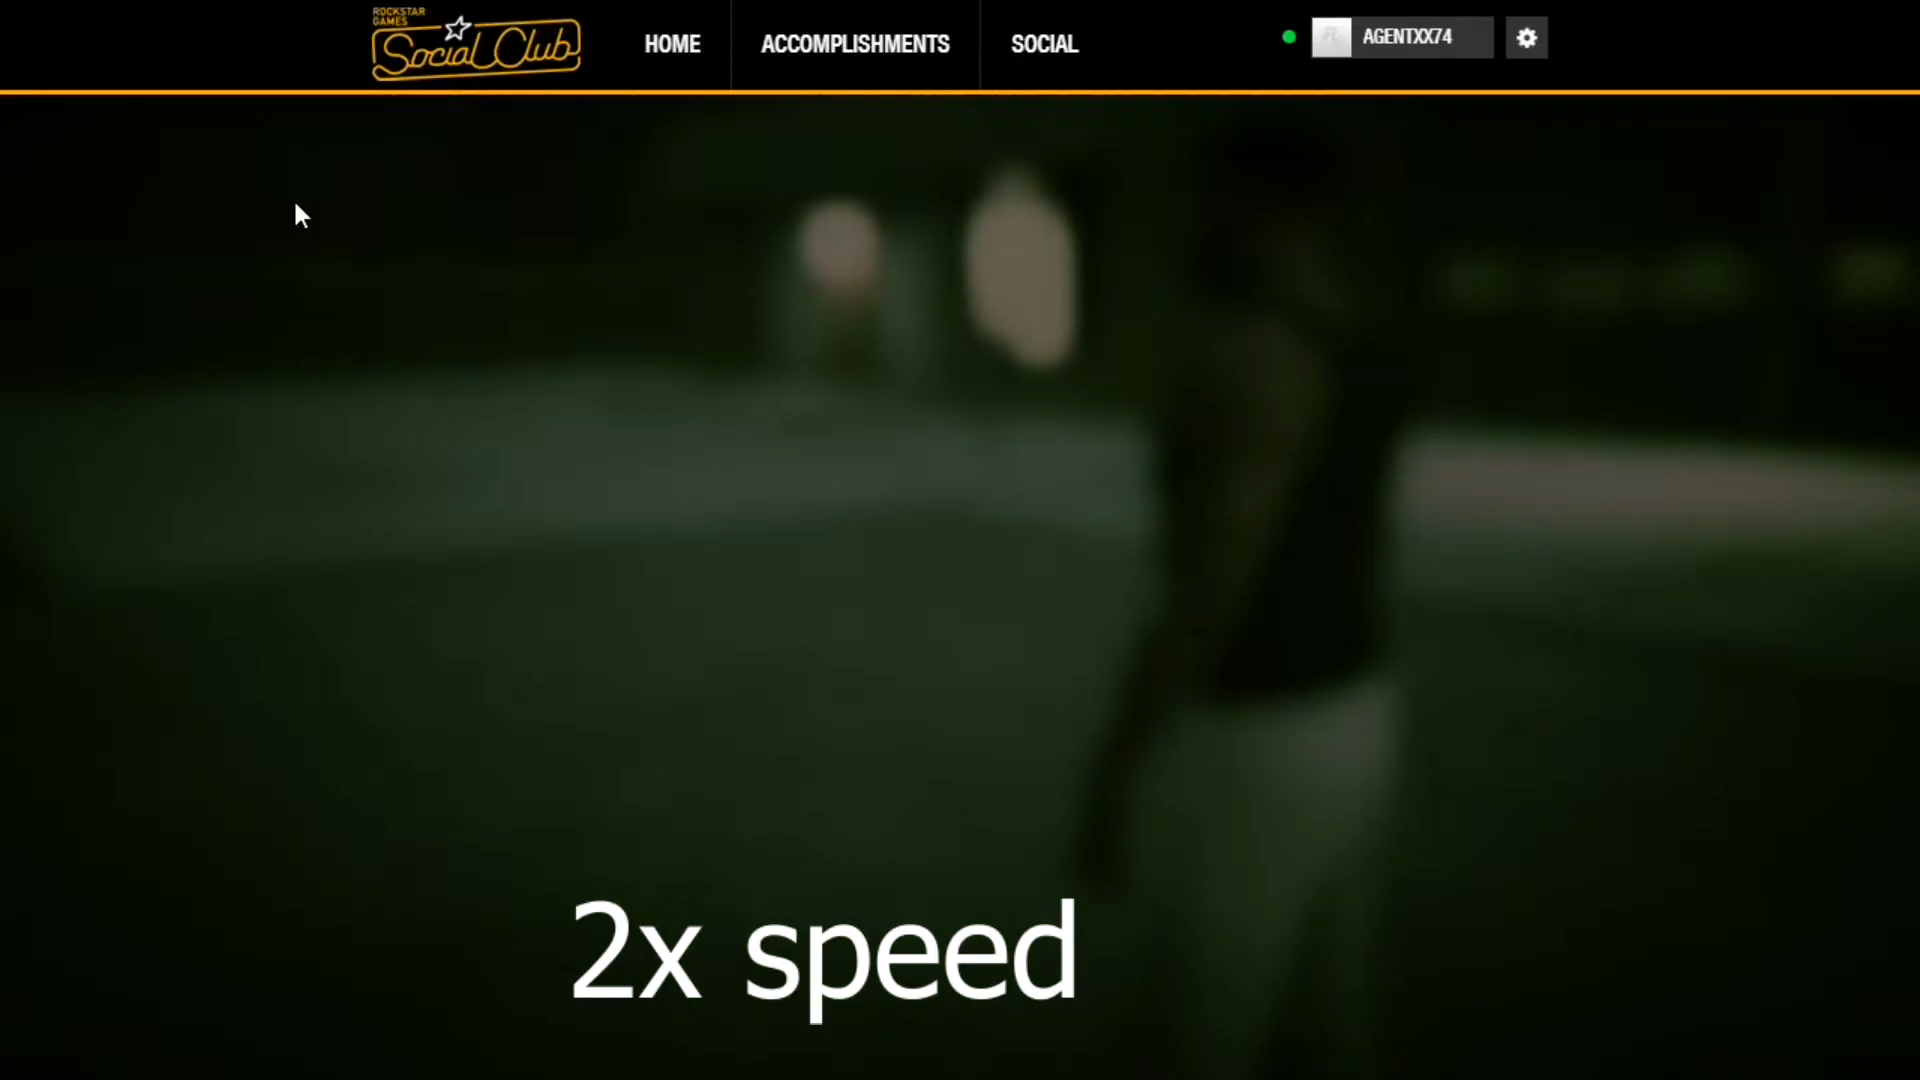 ROCKSTAR
GAMES
Social Club
HOME
ACCOMPLISHMENTS
SOCIAL
AGENTXX74
2x speed